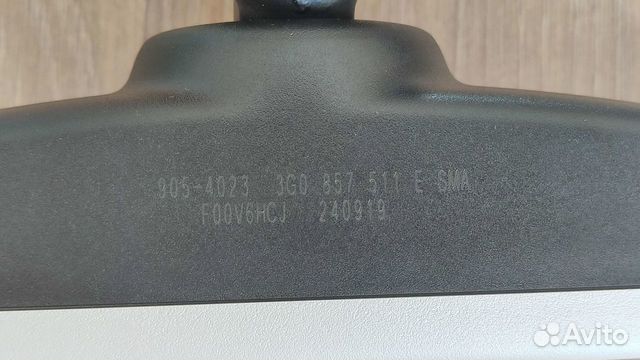 905-4023 3G0 857 511 E SMA
F00V6HCJ 240919
Avito